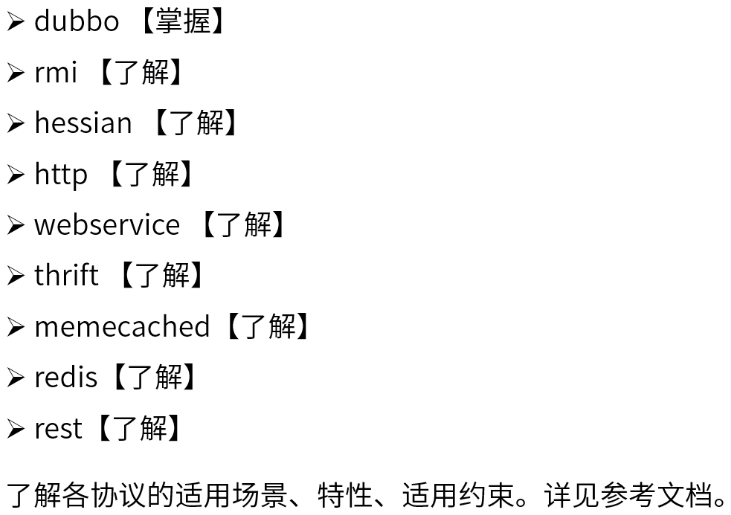 ➢ dubbo 【掌握】
➢ rmi 【了解】
➢ hessian 【了解】
➢ http 【了解】
➢ webservice 【了解】
➢ thrift 【了解】
➢ memecached【了解】
➢ redis【了解】
➢ rest【了解】
了解各协议的适用场景、特性、适用约束。详见参考文档。